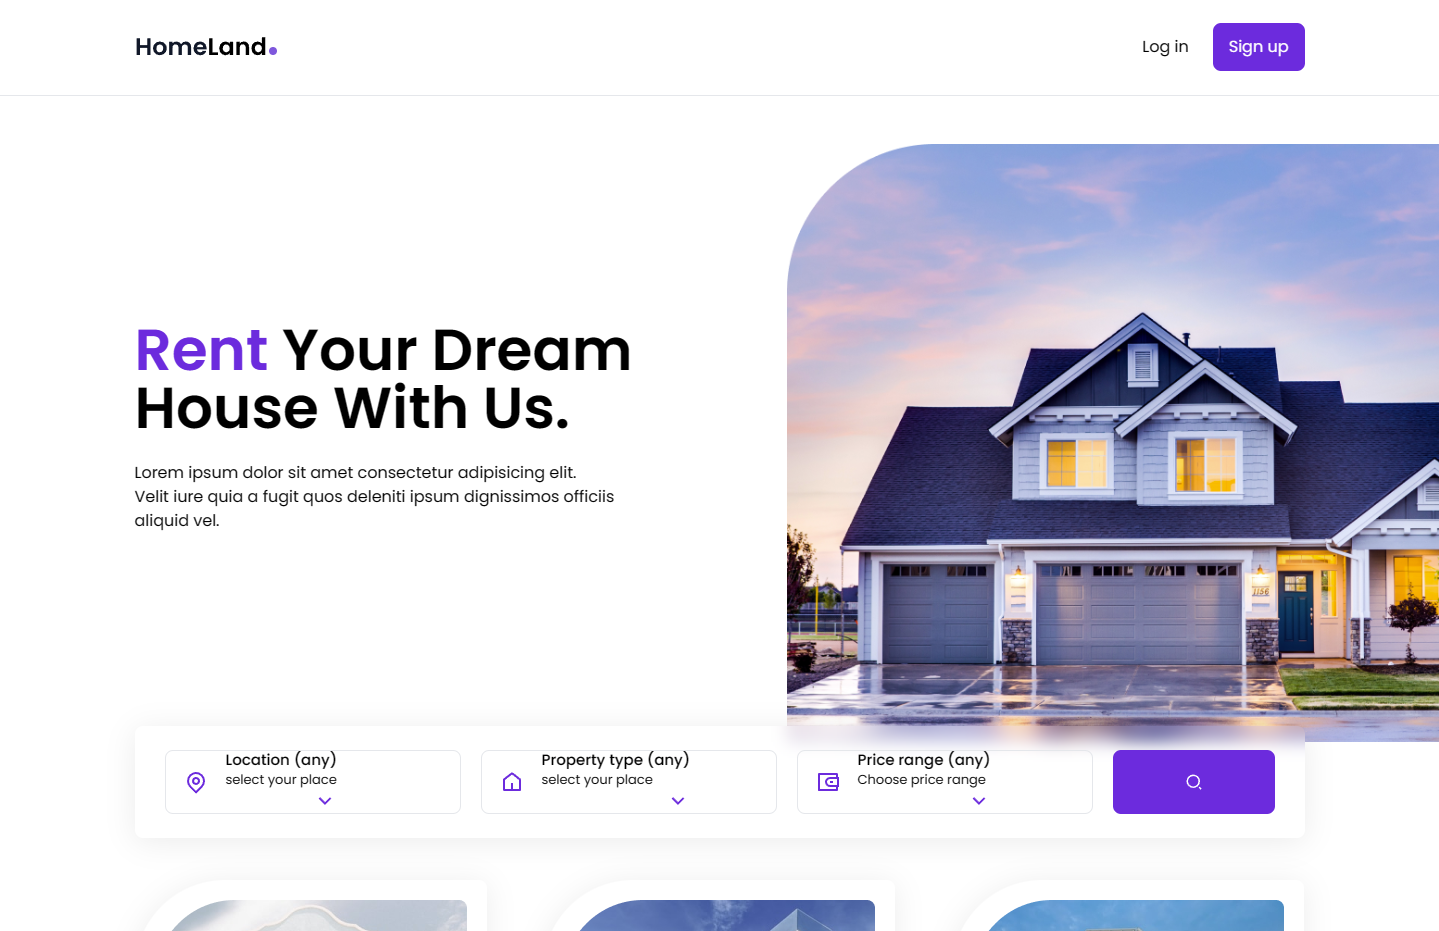 HomeLand
Log in
Sign up
Rent Your Dream
House With Us.
Lorem ipsum dolor sit amet consectetur adipisicing elit.
Velit iure quia a fugit quos deleniti ipsum dignissimos officiis
aliquid vel.
1156
Location (any)
select your place
Property type (any)
select your place
Price range (any)
Choose price range